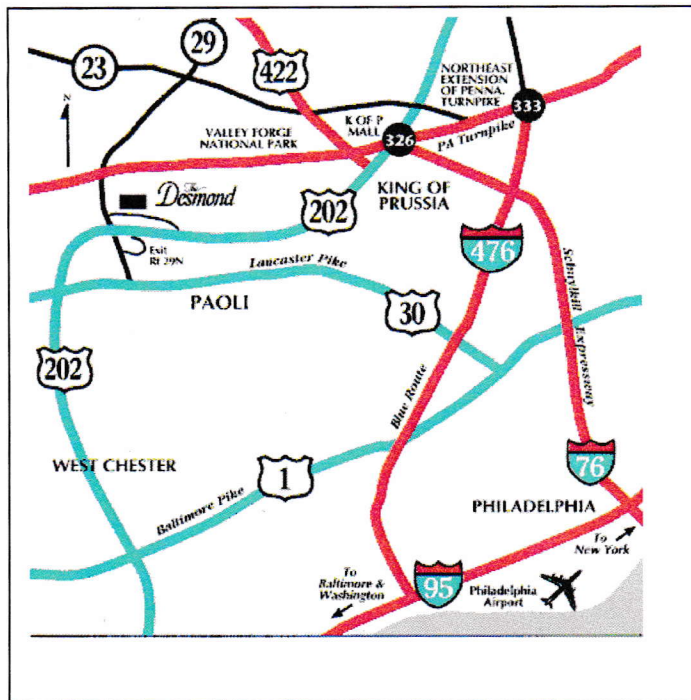 29
23
422
NORTHEAST
EXTENSION
OF PENNA.
TURNPIKE
333
N
K OF P
MALL
326
PA Turnpike
VALLEY FORGE
NATIONAL PARK
The
Desmond
202
KING OF
PRUSSIA
476
Exit
Rt 29N
Lancaster Pike
PAOLI
30
Schuylkill Expressway
202
Blue Route
WEST CHESTER
1
76
Baltimore Pike
PHILADELPHIA
To
New York
To
Baltimore &
Washington
95
Philadelphia
Airport